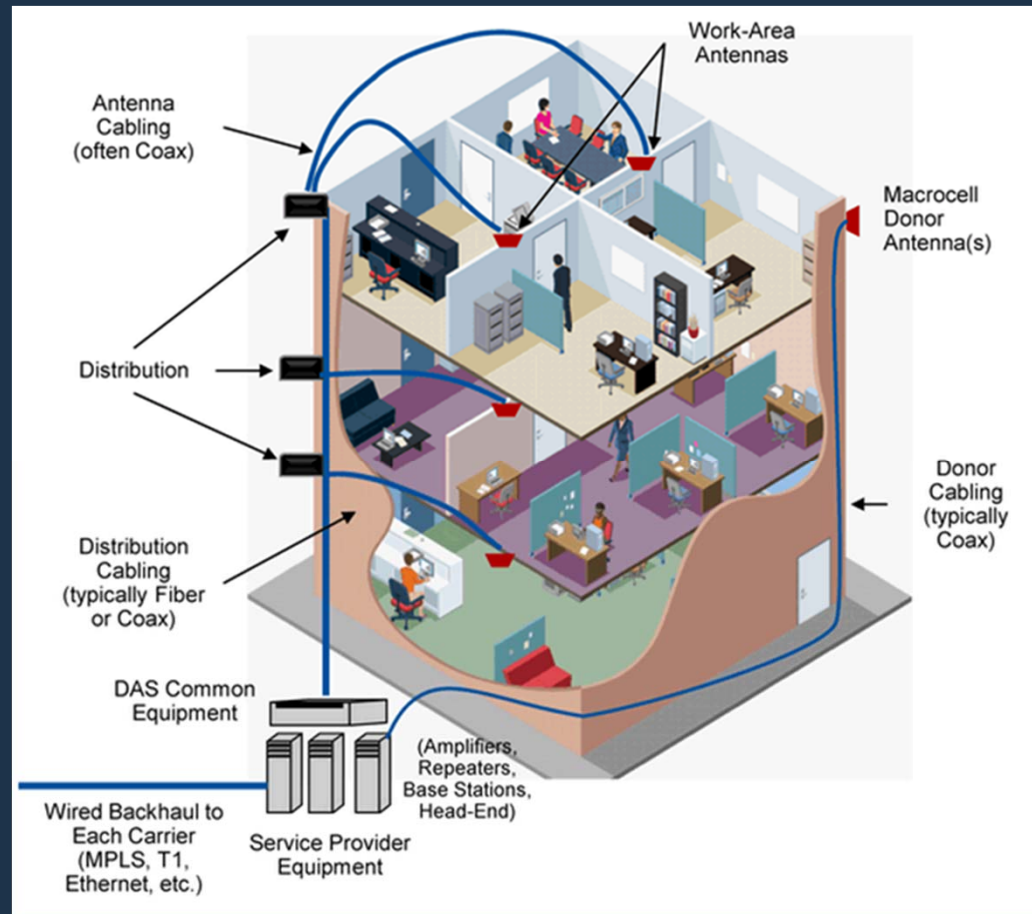 Work-Area
Antennas
Antenna
Cabling
(often Coax)
Macrocell
Donor
Antenna(s)
Distribution
Donor
Cabling
(typically
Coax)
Distribution
Cabling
(typically Fiber
or Coax)
DAS Common
Equipment
(Amplifiers,
Repeaters,
Base Stations,
Head-End)
Wired Backhaul to
Each Carrier
(MPLS, T1,
Ethernet, etc.)
Service Provider
Equipment